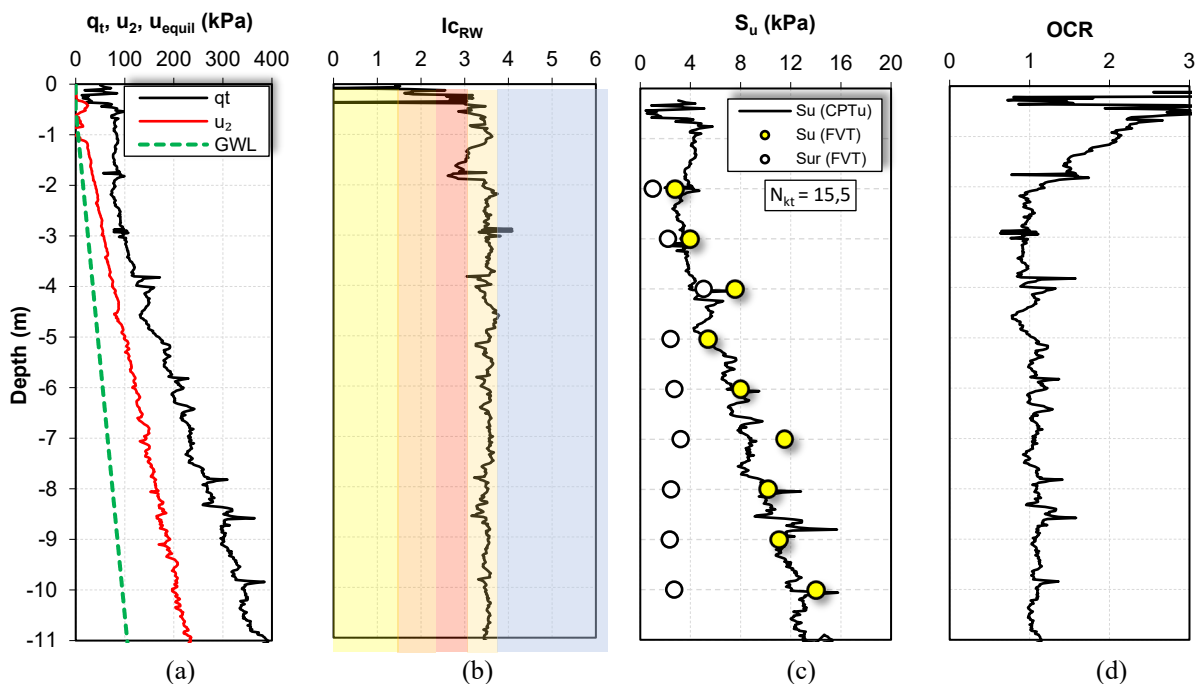 qt, u2, uequil (kPa)
0 100 200 300 400
0
-1
-2
-3
-4
-5
-6
-7
-8
-9
-10
-11
Depth (m)
qt
u2
GWL
(a)
IcRW
0 1 2 3 4 5 6
(b)
Su (kPa)
0 4 8 12 16 20
Su (CPTu)
Su (FVT)
Sur (FVT)
Nkt = 15,5
(c)
OCR
0 1 2 3
(d)